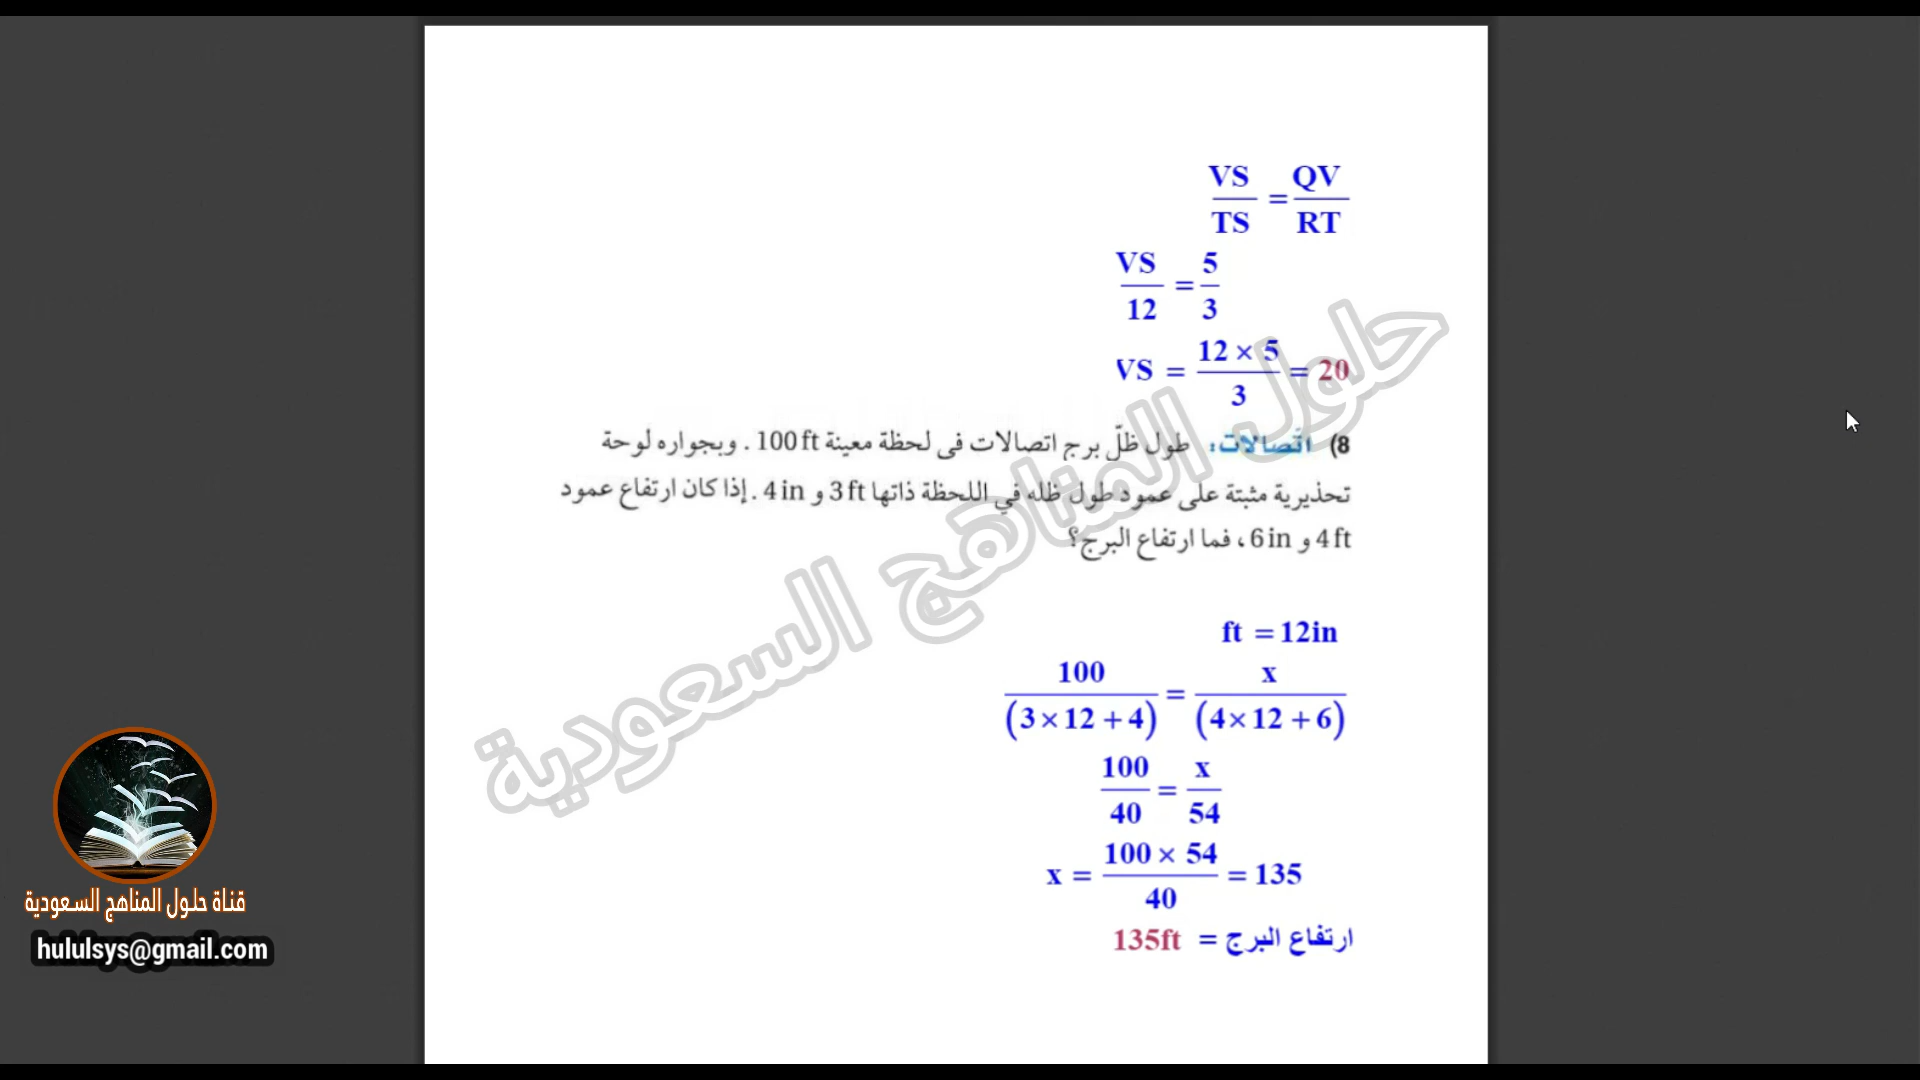 VS/TS = QV/RT
VS/12 = 5/3
VS = 12 × 5 / 3 = 20
8) اتّصالات: طول ظلّ برج اتصالات في لحظة معينة 100 ft . وبجواره لوحة
تحذيرية مثبتة على عمود طول ظله في اللحظة ذاتها 3 ft و 4 in . إذا كان ارتفاع عمود
4 ft و 6 in ، فما ارتفاع البرج؟
ft = 12in
100/(3×12+4) = x/(4×12+6)
100/40 = x/54
x = 100 × 54 / 40 = 135
ارتفاع البرج = 135ft
حلول المناهج السعودية
قناة حلول المناهج السعودية
hululsys@gmail.com